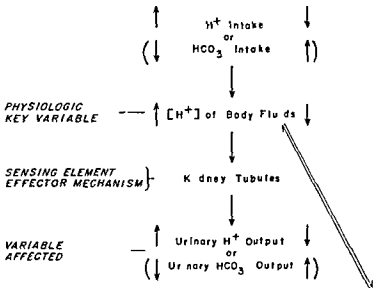 ↑ H⁺ Intake ↓
or
(↓ HCO₃ Intake ↑)
PHYSIOLOGIC
KEY VARIABLE — ↑ [H⁺] of Body Fluids ↓
SENSING ELEMENT
EFFECTOR MECHANISM } - Kidney Tubules
VARIABLE
AFFECTED — ↑ Urinary H⁺ Output ↓
or
(↓ Urinary HCO₃ Output ↑)